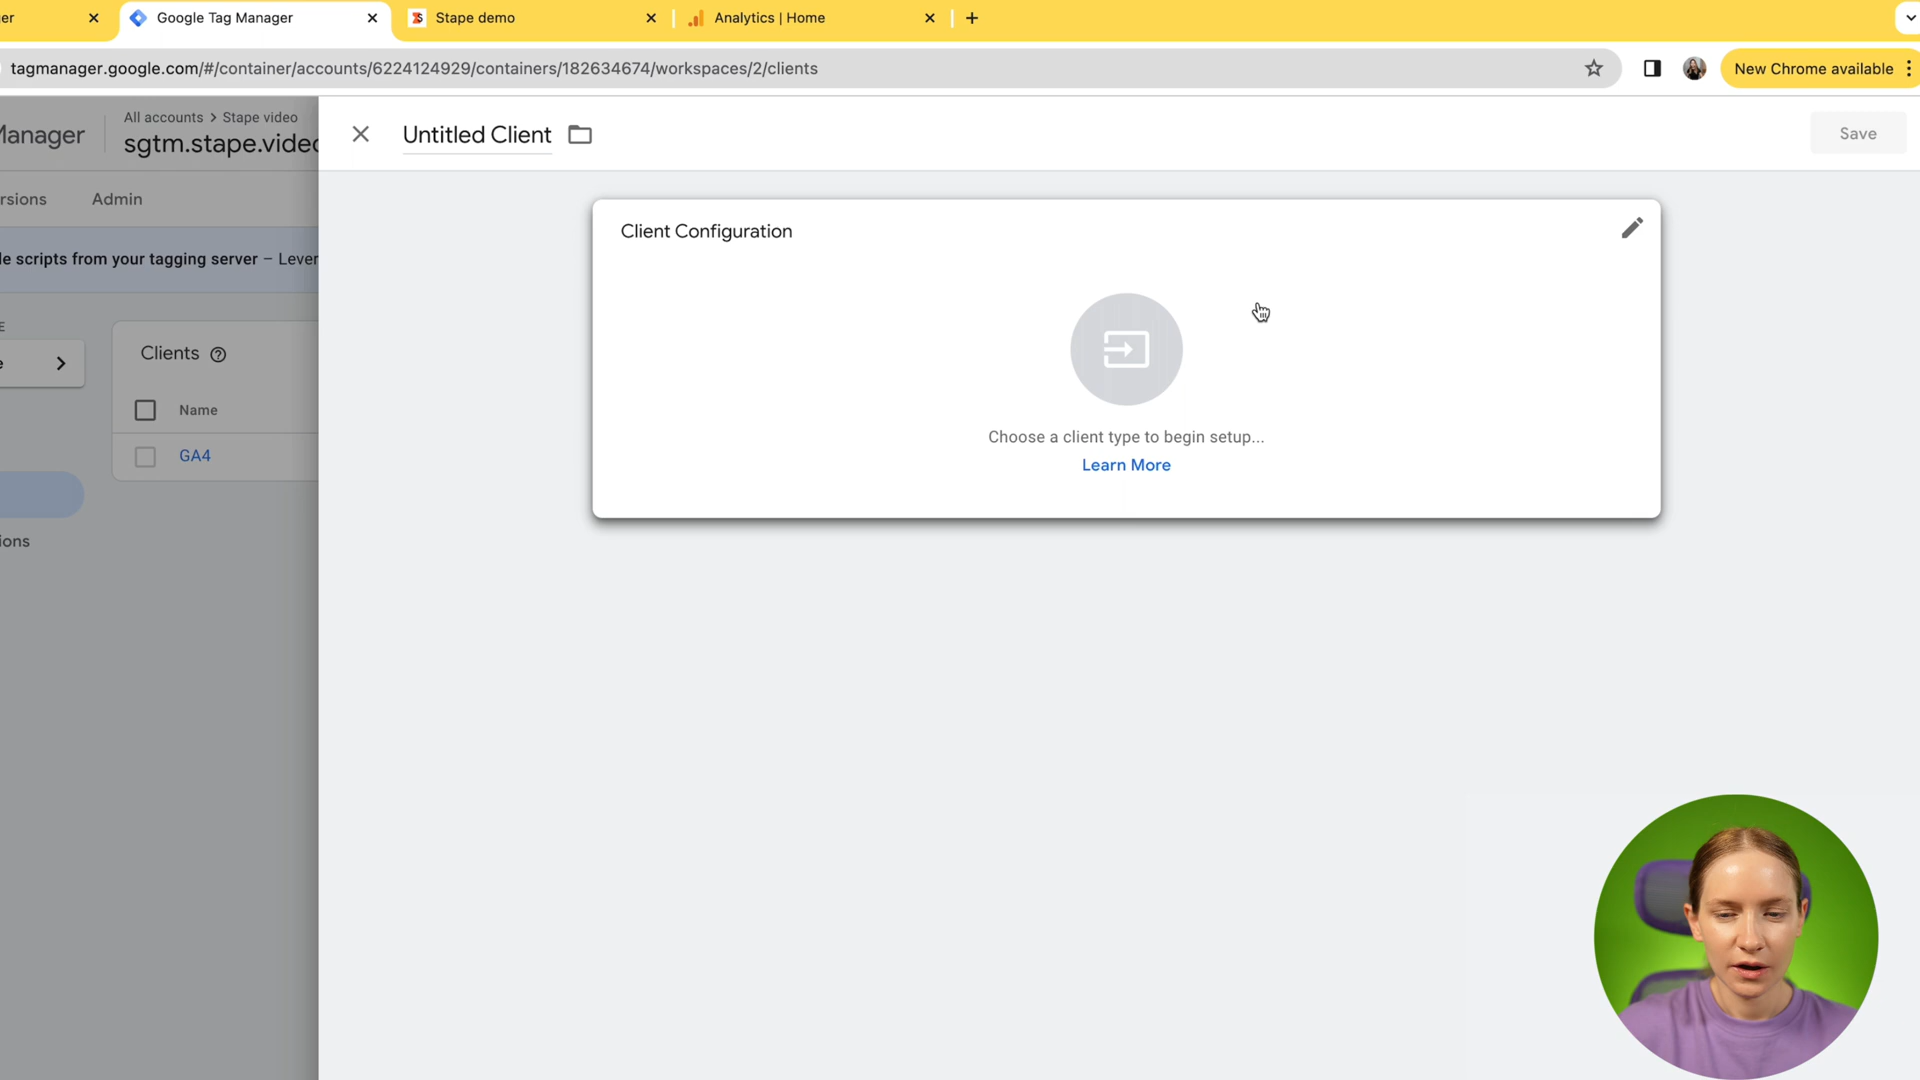 er
Google Tag Manager
Stape demo
Analytics | Home
tagmanager.google.com/#/container/accounts/6224124929/containers/182634674/workspaces/2/clients
New Chrome available
Manager
All accounts > Stape video
sgtm.stape.video
Untitled Client
Save
rsions
Admin
Client Configuration
le scripts from your tagging server – Lever
E
e
Clients
Name
Choose a client type to begin setup...
GA4
Learn More
ions